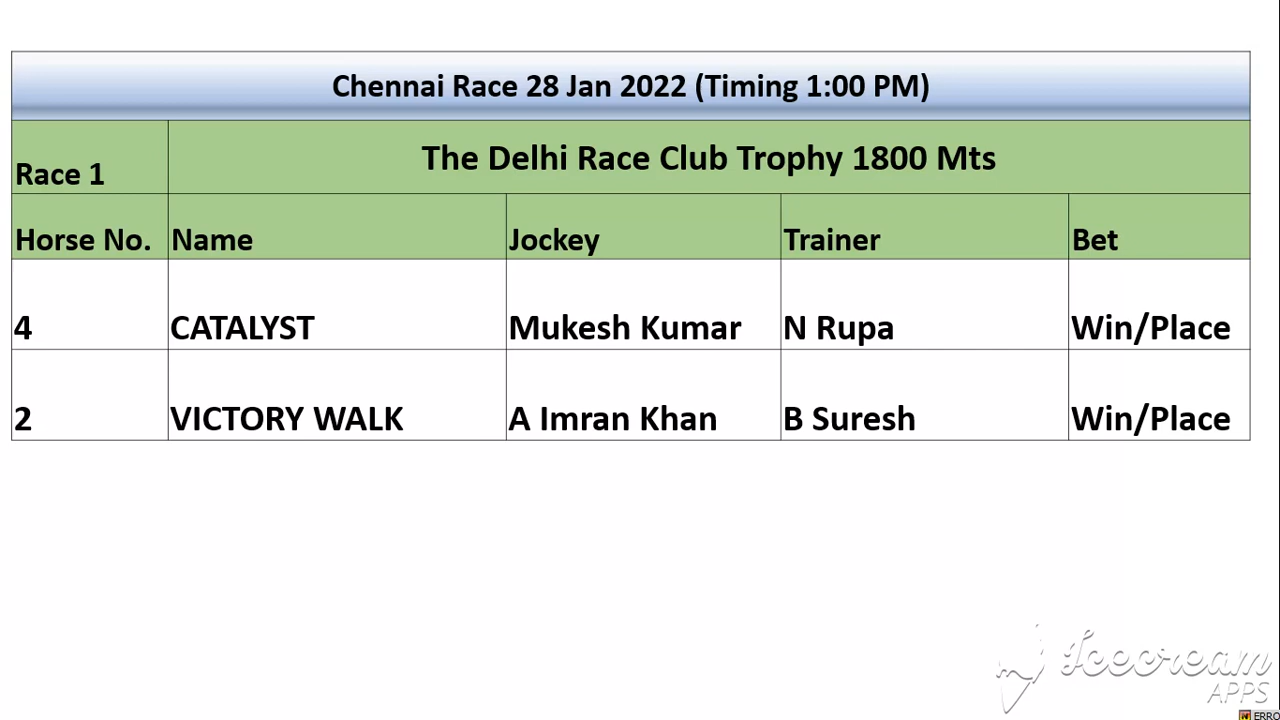 Chennai Race 28 Jan 2022 (Timing 1:00 PM)
Race 1 The Delhi Race Club Trophy 1800 Mts
Horse No. Name Jockey Trainer Bet
4 CATALYST Mukesh Kumar N Rupa Win/Place
2 VICTORY WALK A Imran Khan B Suresh Win/Place
Icecream
APPS
ERRO